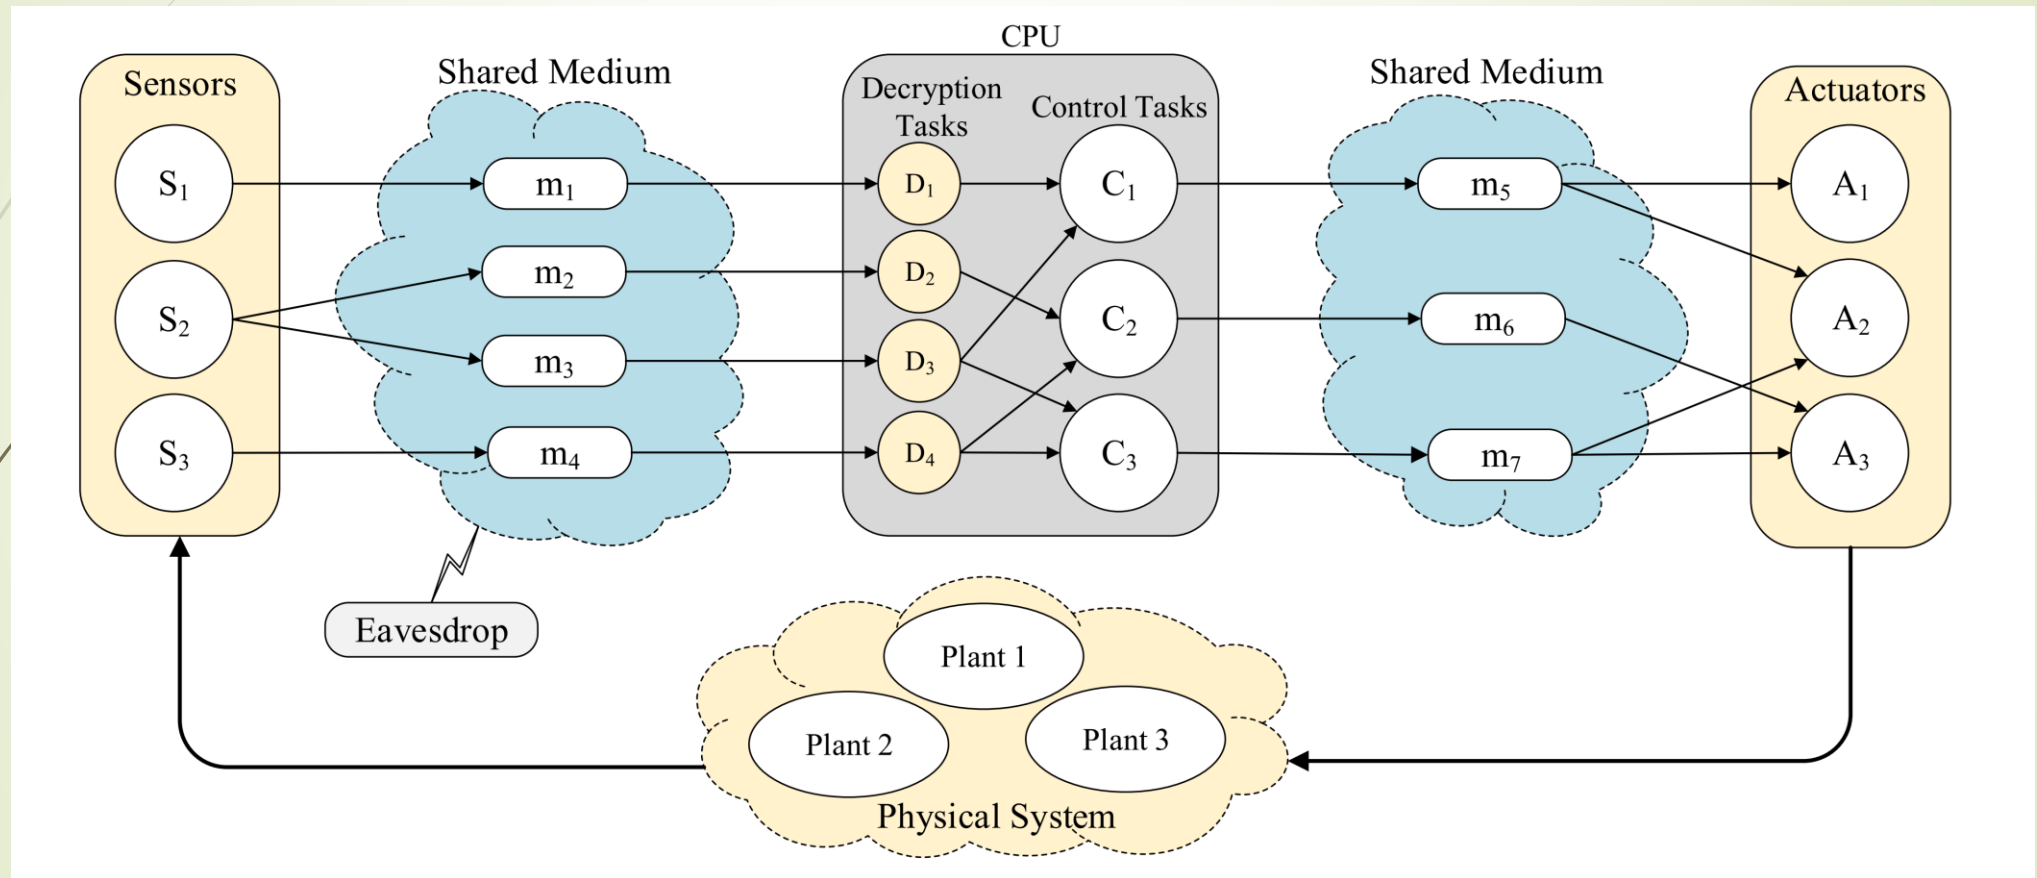 CPU
Sensors
S₁
S₂
S₃
Shared Medium
m₁
m₂
m₃
m₄
Eavesdrop
Decryption
Tasks
D₁
D₂
D₃
D₄
Control Tasks
C₁
C₂
C₃
Shared Medium
m₅
m₆
m₇
Actuators
A₁
A₂
A₃
Plant 1
Plant 2
Plant 3
Physical System